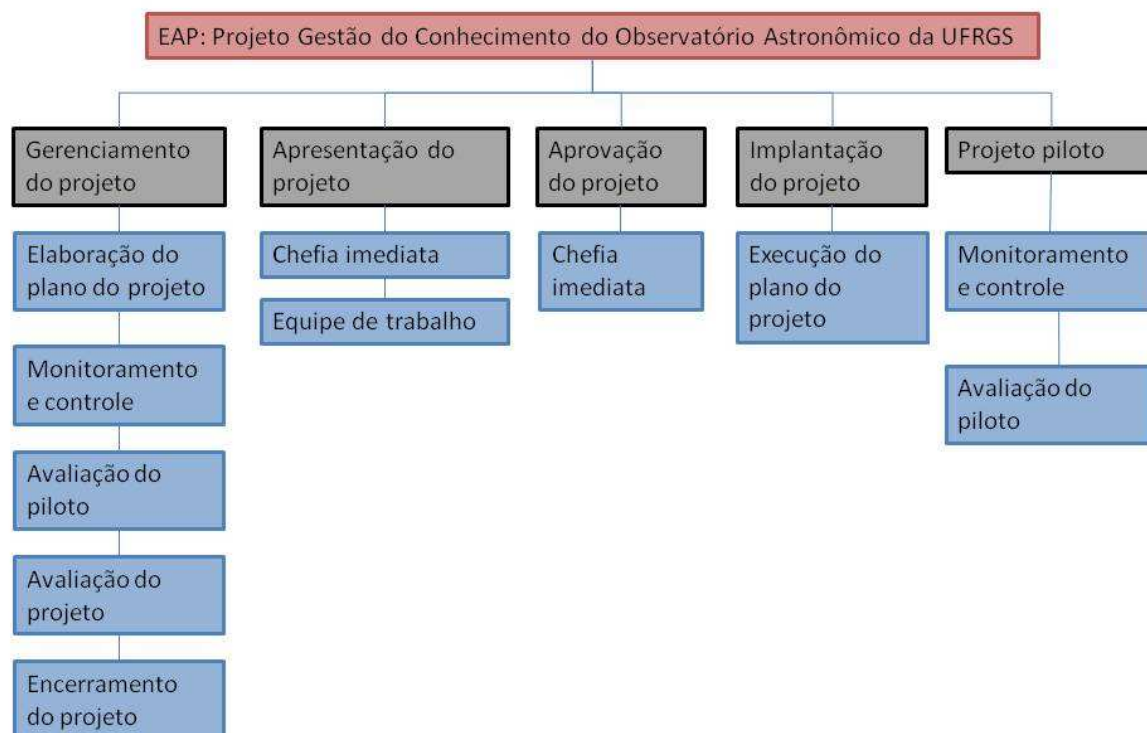 EAP: Projeto Gestão do Conhecimento do Observatório Astronômico da UFRGS
Gerenciamento
do projeto
Elaboração do
plano do projeto
Monitoramento
e controle
Avaliação do
piloto
Avaliação do
projeto
Encerramento
do projeto
Apresentação do
projeto
Chefia imediata
Equipe de trabalho
Aprovação
do projeto
Chefia
imediata
Implantação
do projeto
Execução do
plano do
projeto
Projeto piloto
Monitoramento
e controle
Avaliação do
piloto